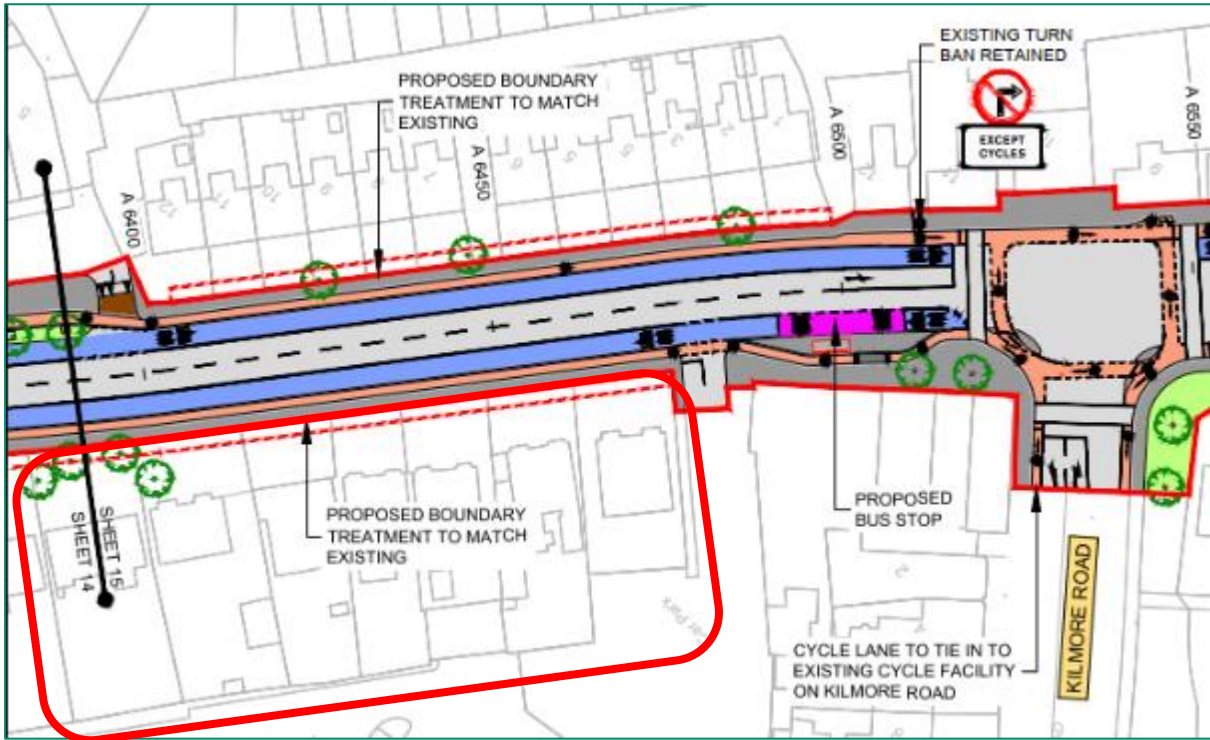 EXISTING TURN
BAN RETAINED
EXCEPT
CYCLES
PROPOSED BOUNDARY
TREATMENT TO MATCH
EXISTING
A 6400
A 6450
A 6500
A 6550
PROPOSED BOUNDARY
TREATMENT TO MATCH
EXISTING
SHEET 15
SHEET 14
PROPOSED
BUS STOP
CYCLE LANE TO TIE IN TO
EXISTING CYCLE FACILITY
ON KILMORE ROAD
KILMORE ROAD